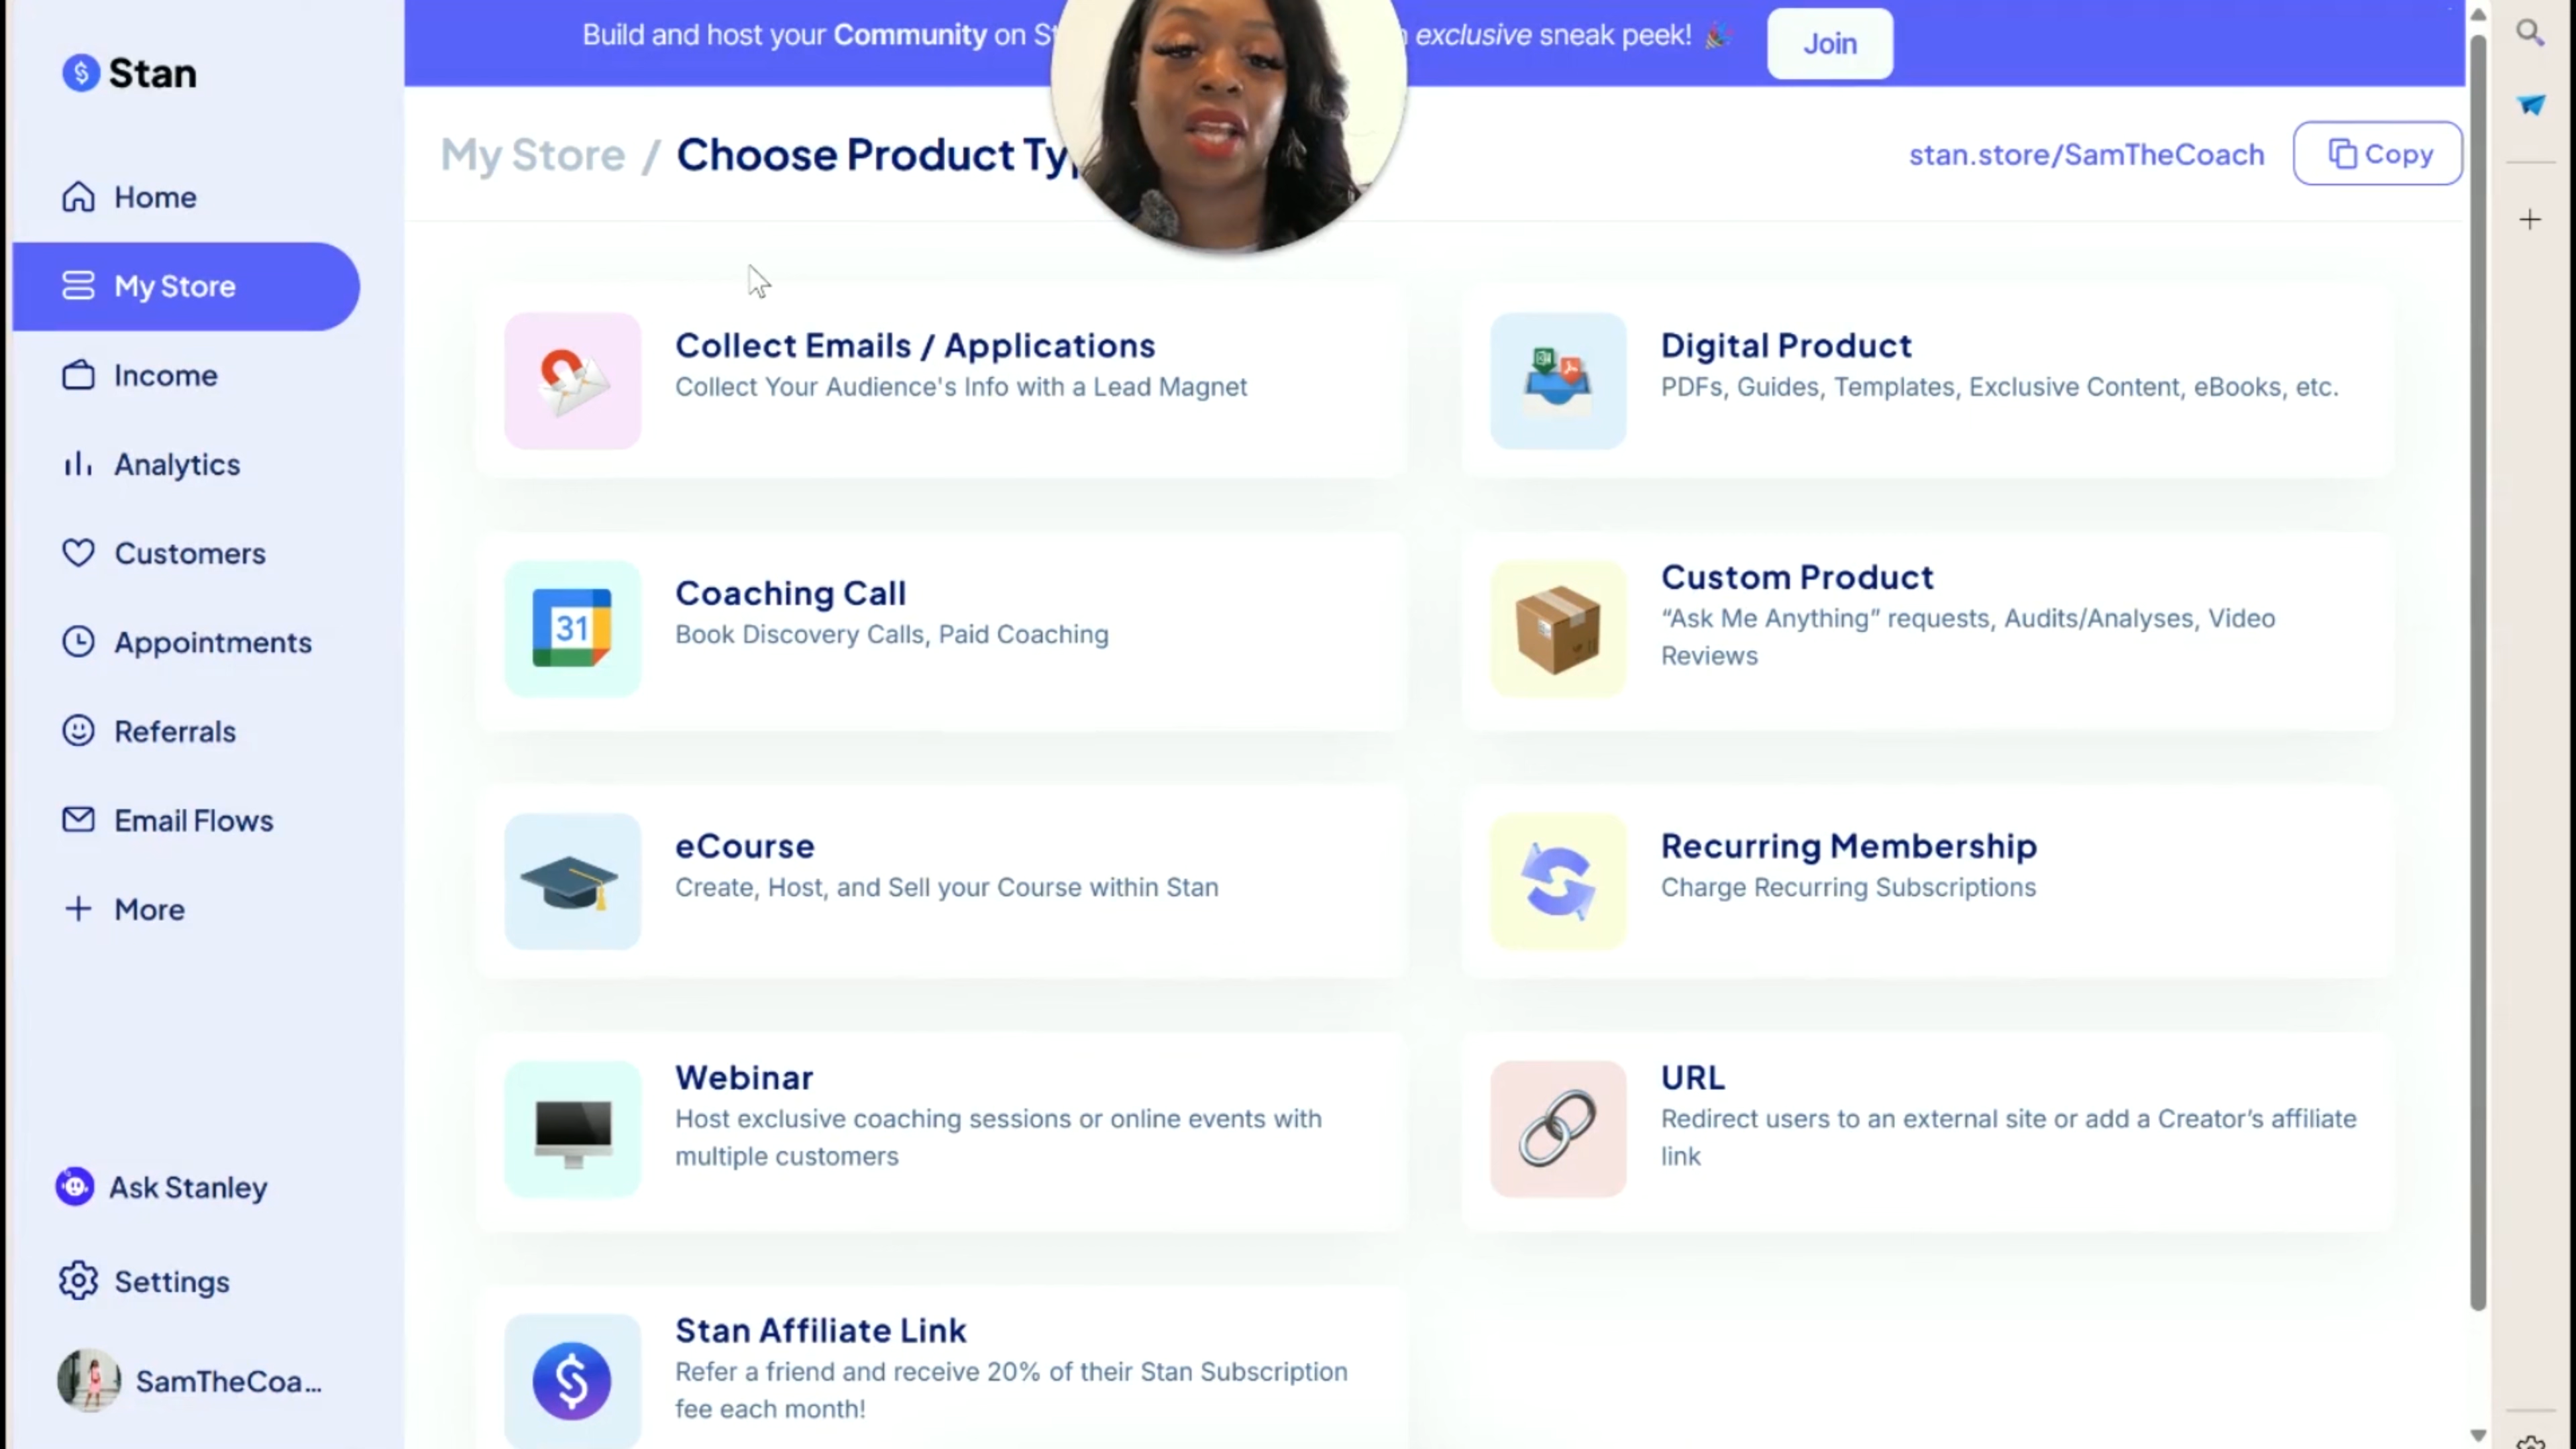 Stan
Home
My Store
Income
Analytics
Customers
Appointments
Referrals
Email Flows
More
Ask Stanley
Settings
SamTheCoa...
Build and host your Community on exclusive sneak peek! 🎉 Join
My Store / Choose Product
stan.store/SamTheCoach Copy
Collect Emails / Applications
Collect Your Audience's Info with a Lead Magnet
Digital Product
PDFs, Guides, Templates, Exclusive Content, eBooks, etc.
31
Coaching Call
Book Discovery Calls, Paid Coaching
Custom Product
“Ask Me Anything” requests, Audits/Analyses, Video
Reviews
eCourse
Create, Host, and Sell your Course within Stan
Recurring Membership
Charge Recurring Subscriptions
Webinar
Host exclusive coaching sessions or online events with
multiple customers
URL
Redirect users to an external site or add a Creator’s affiliate
link
Stan Affiliate Link
Refer a friend and receive 20% of their Stan Subscription
fee each month!